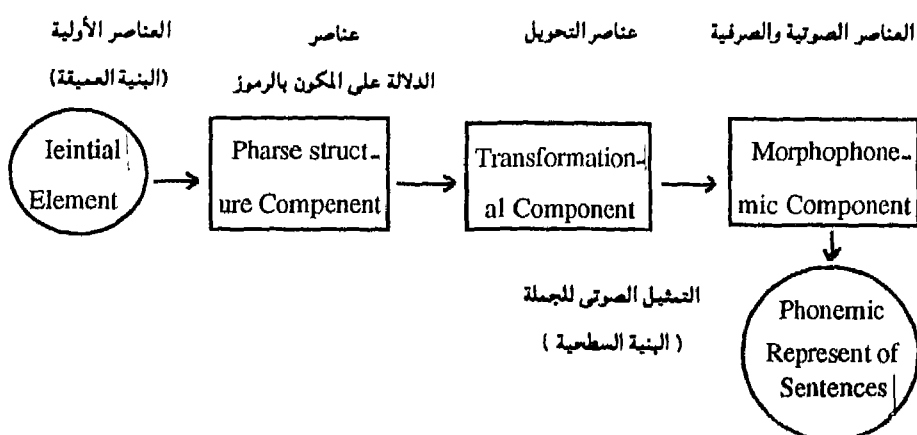 العناصر الأولية
(البنية العميقة)
عناصر
الدلالة على المكون بالرموز
عناصر التحويل
العناصر الصوتية والصرفية
Ieintial
Element
Pharse struct-
ure Compenent
Transformation-
al Component
Morphophone-
mic Component
التمثيل الصوتى للجملة
( البنية السطحية )
Phonemic
Represent of
Sentences